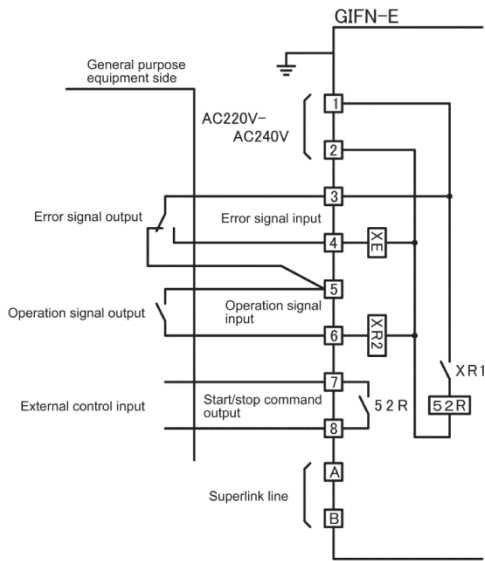 GIFN-E
General purpose
equipment side
AC220V-
AC240V
1
2
3
Error signal output
Error signal input
4
XE
5
Operation signal output
Operation signal
input
6
XR2
XR1
7
External control input
Start/stop command
output
52R
52R
8
A
Superlink line
B